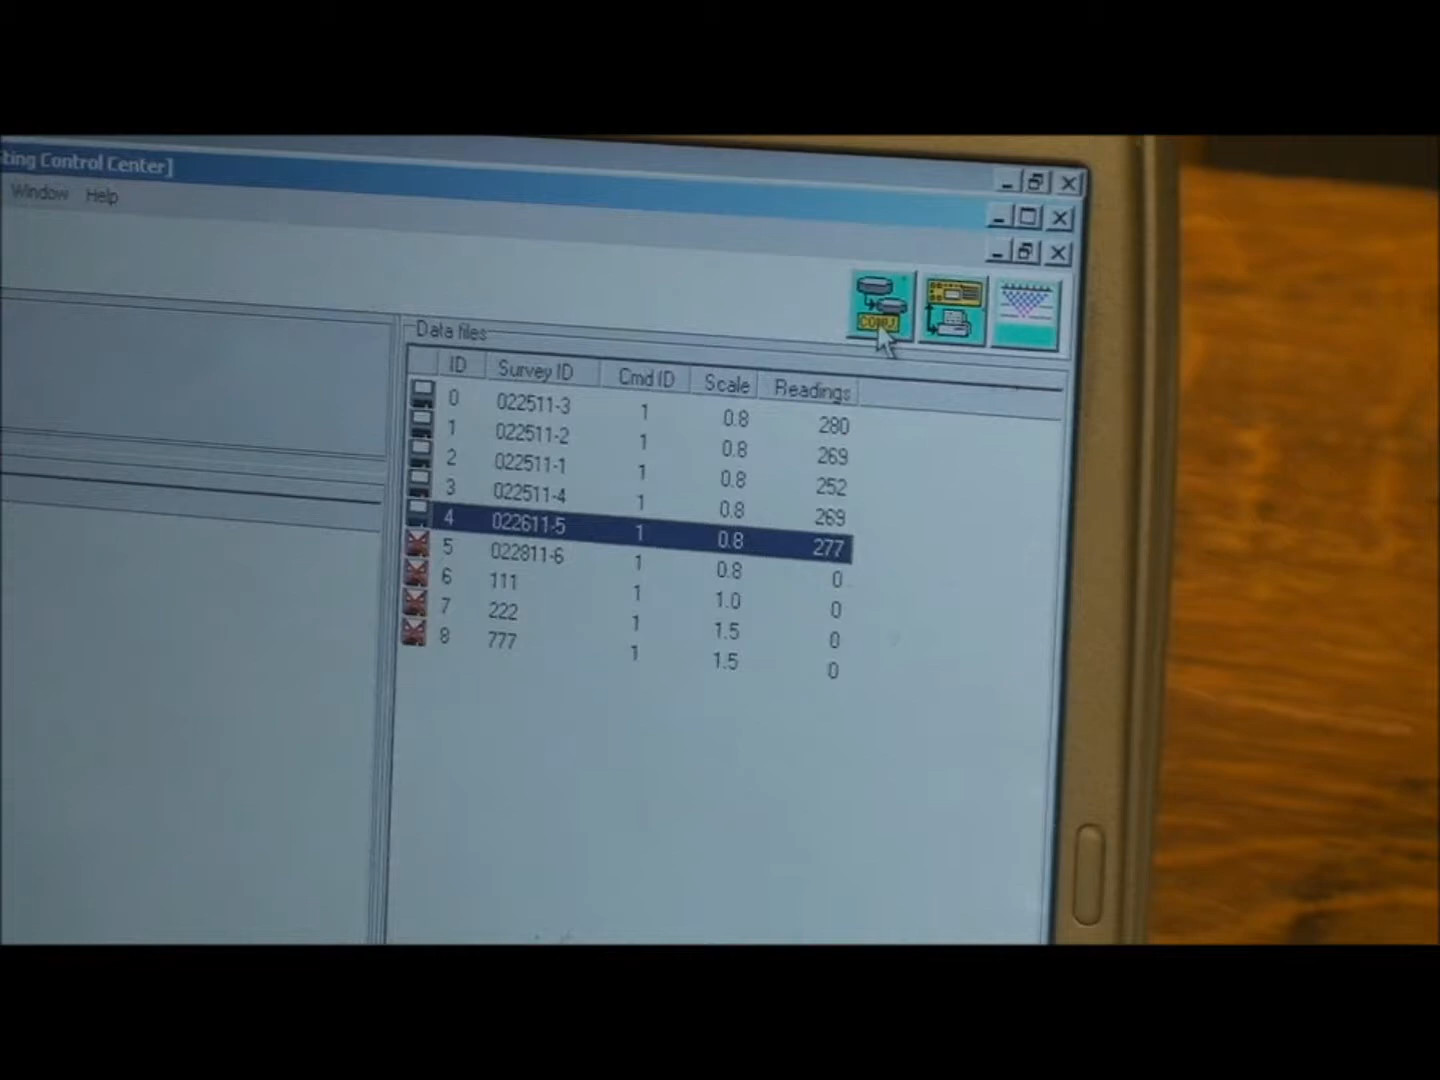 ting Control Center]
Window Help
COMM
Data files
ID Survey ID Cmd ID Scale Readings
0 022511-3 1 0.8 280
1 022511-2 1 0.8 269
2 022511-1 1 0.8 252
3 022511-4 1 0.8 269
4 022611-5 1 0.8 277
5 022811-6 1 0.8 0
6 111 1 1.0 0
7 222 1 1.5 0
8 777 1 1.5 0